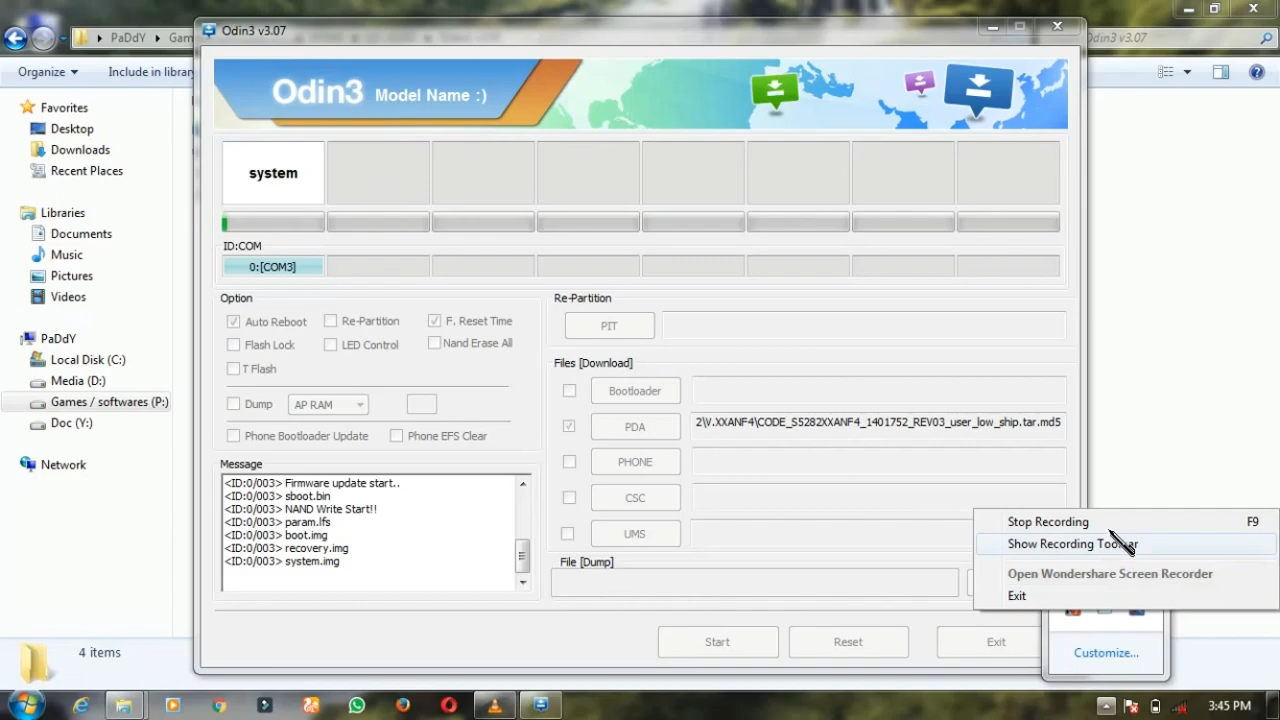 Odin3 v3.07
PaDdY
Gam
Odin3 v3.07
Organize
Include in library
Odin3 Model Name :)
Favorites
Desktop
Downloads
Recent Places
Libraries
Documents
Music
Pictures
Videos
PaDdY
Local Disk (C:)
Media (D:)
Games / softwares (P:)
Doc (Y:)
Network
system
ID:COM
0:[COM3]
Option
Auto Reboot
Re-Partition
F. Reset Time
Flash Lock
LED Control
Nand Erase All
T Flash
Dump
AP RAM
Phone Bootloader Update
Phone EFS Clear
Message
<ID:0/003> Firmware update start..
<ID:0/003> sboot.bin
<ID:0/003> NAND Write Start!!
<ID:0/003> param.lfs
<ID:0/003> boot.img
<ID:0/003> recovery.img
<ID:0/003> system.img
Re-Partition
PIT
Files [Download]
Bootloader
PDA
2\V.XXANF4\CODE_S5282XXANF4_1401752_REV03_user_low_ship.tar.md5
PHONE
CSC
UMS
File [Dump]
Start
Reset
Exit
Stop Recording F9
Show Recording Toolbar
Open Wondershare Screen Recorder
Exit
Customize...
4 items
3:45 PM